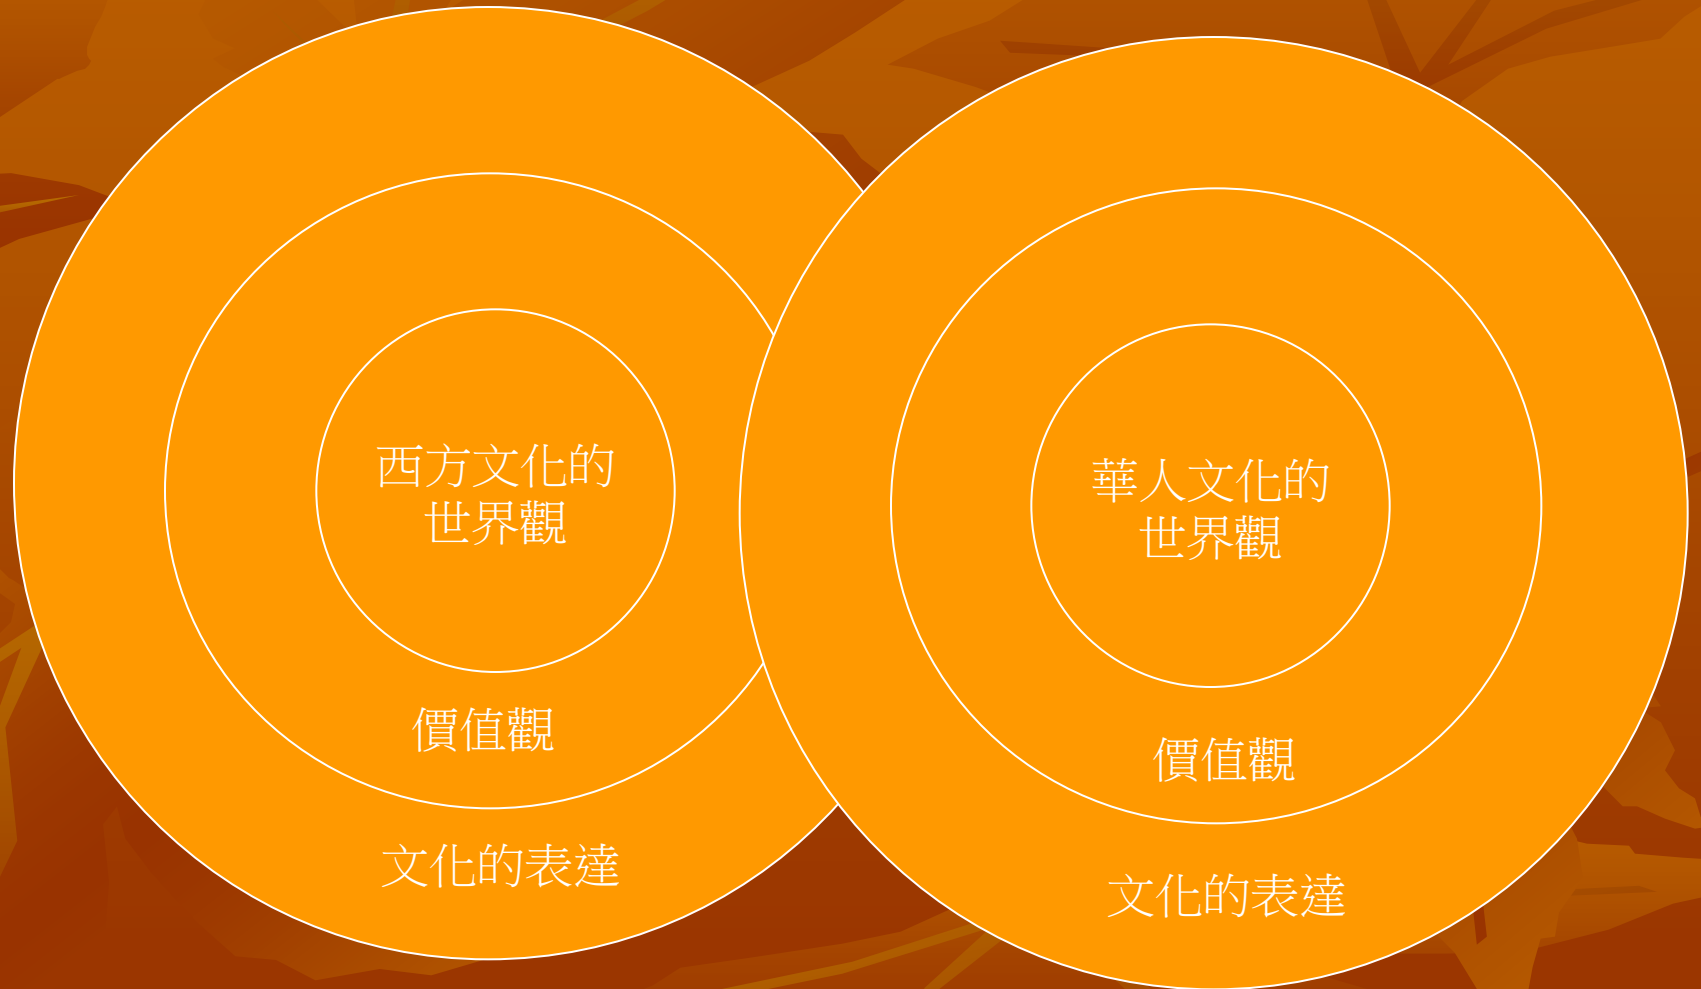 西方文化的
世界觀
價值觀
文化的表達
華人文化的
世界觀
價值觀
文化的表達